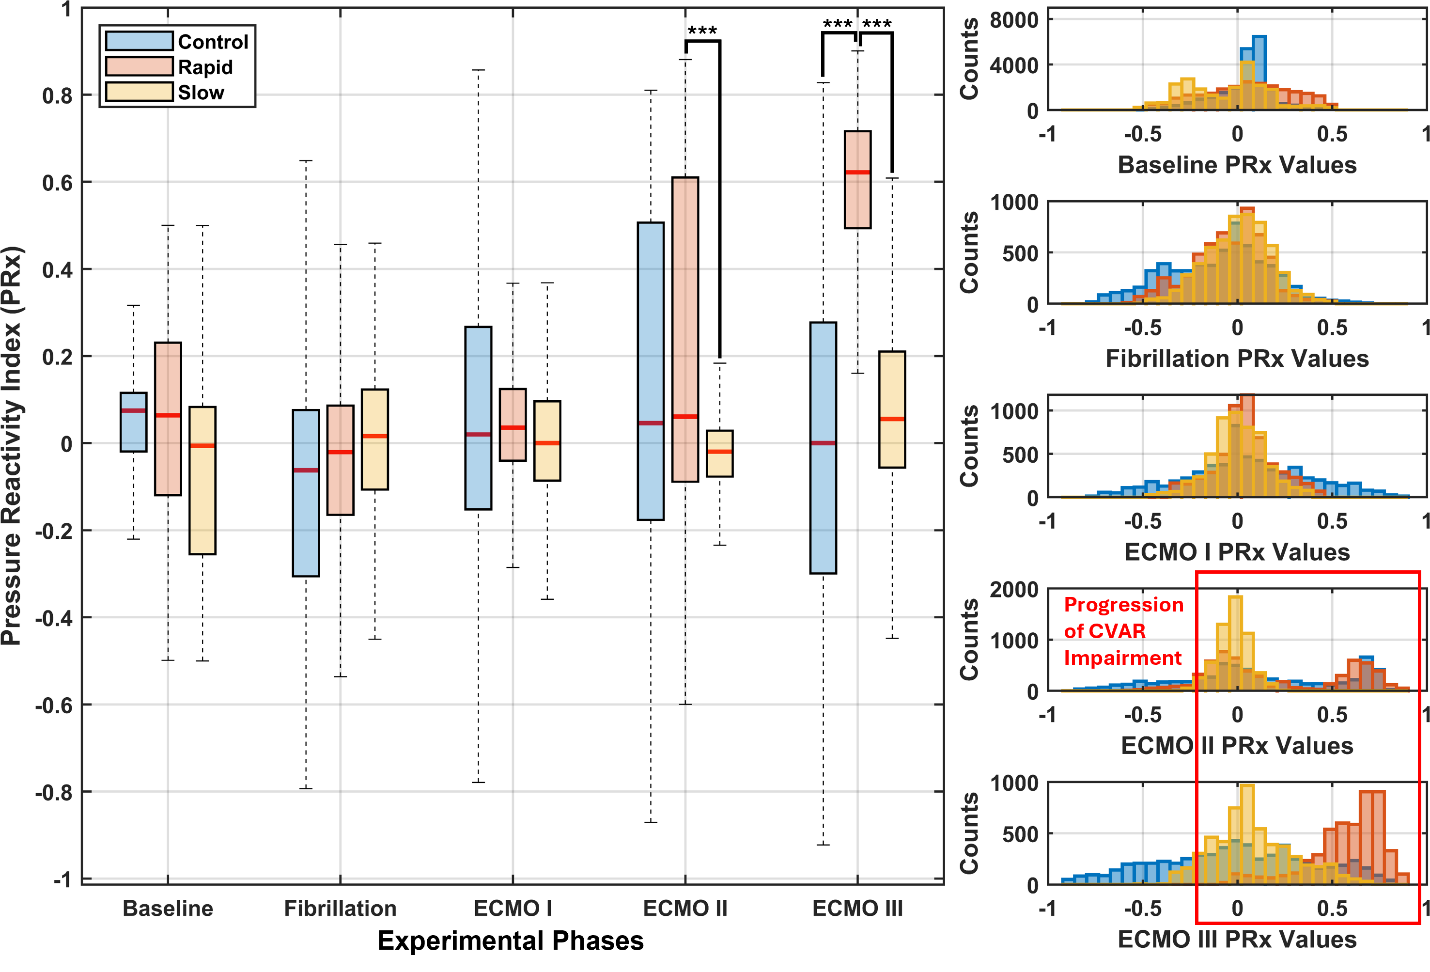 Pressure Reactivity Index (PRx)
1
0.8
0.6
0.4
0.2
0
-0.2
-0.4
-0.6
-0.8
-1
Control
Rapid
Slow
***
*** ***
Baseline Fibrillation ECMO I ECMO II ECMO III
Experimental Phases
Counts
8000
4000
0
-1 -0.5 0 0.5 1
Baseline PRx Values
Counts
1000
500
0
-1 -0.5 0 0.5 1
Fibrillation PRx Values
Counts
1000
500
0
-1 -0.5 0 0.5 1
ECMO I PRx Values
Counts
2000
1000
0
Progression
of CVAR
Impairment
-1 -0.5 0 0.5 1
ECMO II PRx Values
Counts
1000
500
0
-1 -0.5 0 0.5 1
ECMO III PRx Values